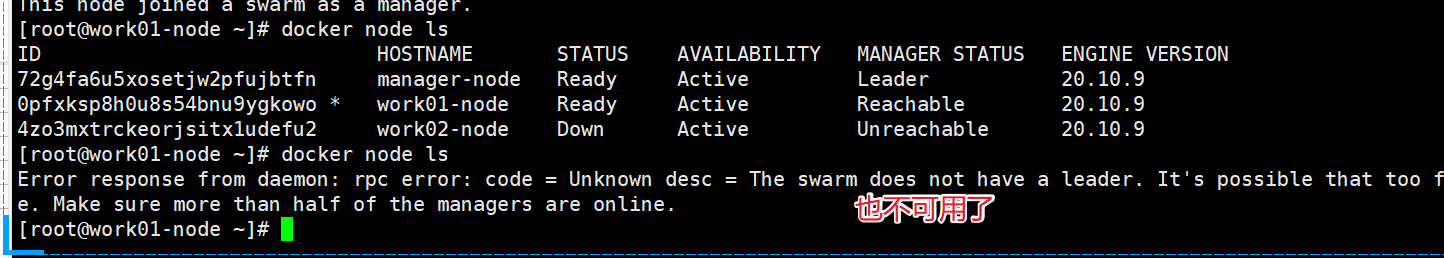 This node joined a swarm as a manager.
[root@work01-node ~]# docker node ls
ID HOSTNAME STATUS AVAILABILITY MANAGER STATUS ENGINE VERSION
72g4fa6u5xosetjw2pfujbtfn manager-node Ready Active Leader 20.10.9
0pfxksp8h0u8s54bnu9ygkowo * work01-node Ready Active Reachable 20.10.9
4zo3mxtrckeorjsitx1udefu2 work02-node Down Active Unreachable 20.10.9
[root@work01-node ~]# docker node ls
Error response from daemon: rpc error: code = Unknown desc = The swarm does not have a leader. It's possible that too f
e. Make sure more than half of the managers are online.
也不可用了
[root@work01-node ~]#